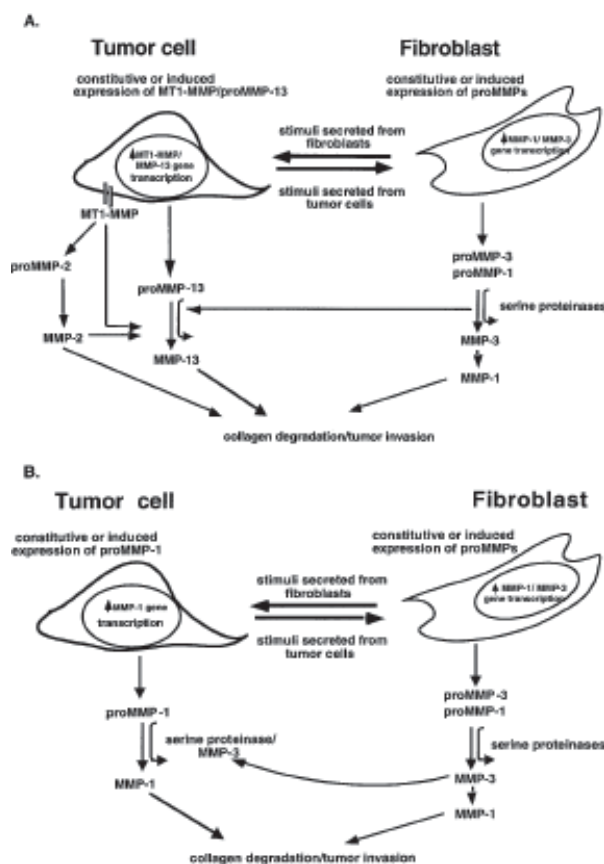 A.
Tumor cell
Fibroblast
constitutive or induced
expression of MT1-MMP/proMMP-13
constitutive or induced
expression of proMMPs
MT1-MMP/
MMP-13 gene
transcription
stimuli secreted from
fibroblasts
MMP-1/ MMP-3
gene transcription
stimuli secreted from
tumor cells
MT1-MMP
proMMP-2
proMMP-13
proMMP-3
proMMP-1
serine proteinases
MMP-2
MMP-13
MMP-3
MMP-1
collagen degradation/tumor invasion
B.
Tumor cell
Fibroblast
constitutive or induced
expression of proMMP-1
constitutive or induced
expression of proMMPs
MMP-1 gene
transcription
stimuli secreted from
fibroblasts
MMP-1/ MMP-3
gene transcription
stimuli secreted from
tumor cells
proMMP-1
proMMP-3
proMMP-1
serine proteinase/
MMP-3
serine proteinases
MMP-1
MMP-3
MMP-1
collagen degradation/tumor invasion